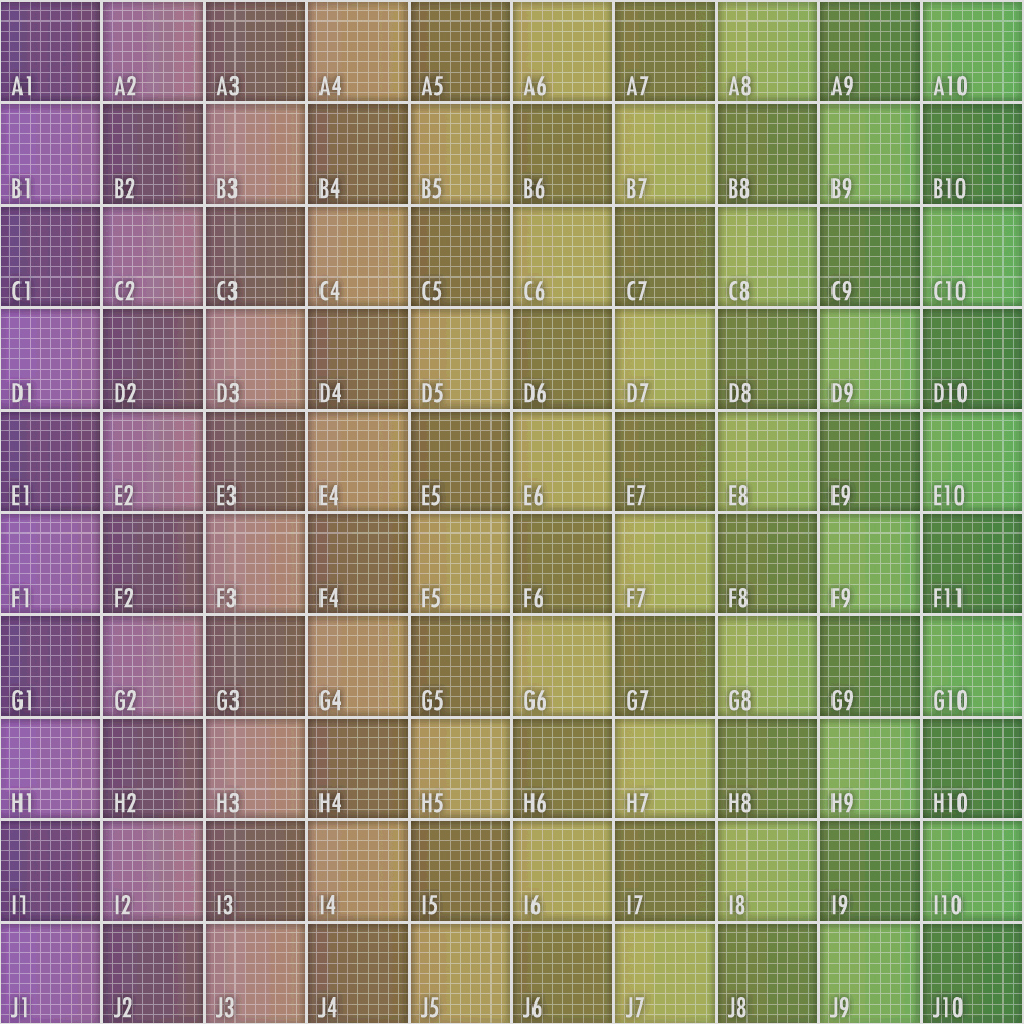 A1 A2 A3 A4 A5 A6 A7 A8 A9 A10
B1 B2 B3 B4 B5 B6 B7 B8 B9 B10
C1 C2 C3 C4 C5 C6 C7 C8 C9 C10
D1 D2 D3 D4 D5 D6 D7 D8 D9 D10
E1 E2 E3 E4 E5 E6 E7 E8 E9 E10
F1 F2 F3 F4 F5 F6 F7 F8 F9 F11
G1 G2 G3 G4 G5 G6 G7 G8 G9 G10
H1 H2 H3 H4 H5 H6 H7 H8 H9 H10
I1 I2 I3 I4 I5 I6 I7 I8 I9 I10
J1 J2 J3 J4 J5 J6 J7 J8 J9 J10